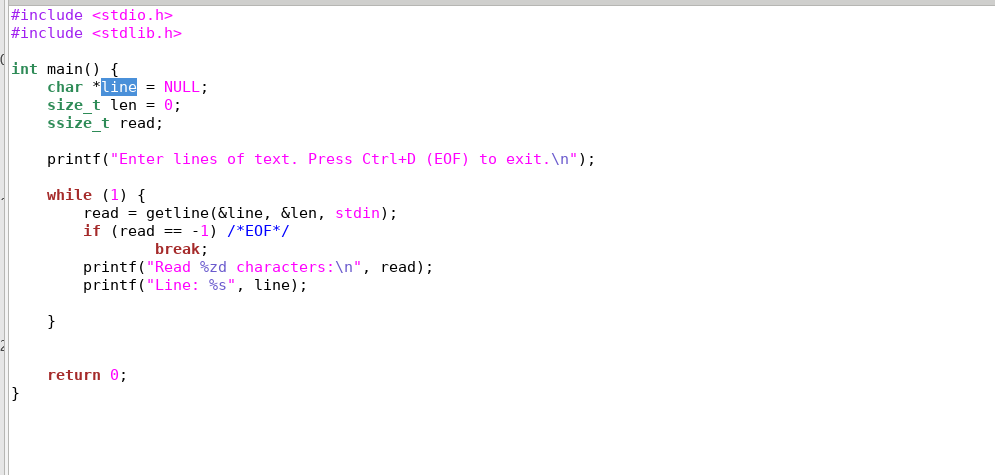 #include <stdio.h>
#include <stdlib.h>
int main() {
    char *line = NULL;
    size_t len = 0;
    ssize_t read;
    printf("Enter lines of text. Press Ctrl+D (EOF) to exit.\n");
    while (1) {
        read = getline(&line, &len, stdin);
        if (read == -1) /*EOF*/
                break;
        printf("Read %zd characters:\n", read);
        printf("Line: %s", line);
    }
    return 0;
}